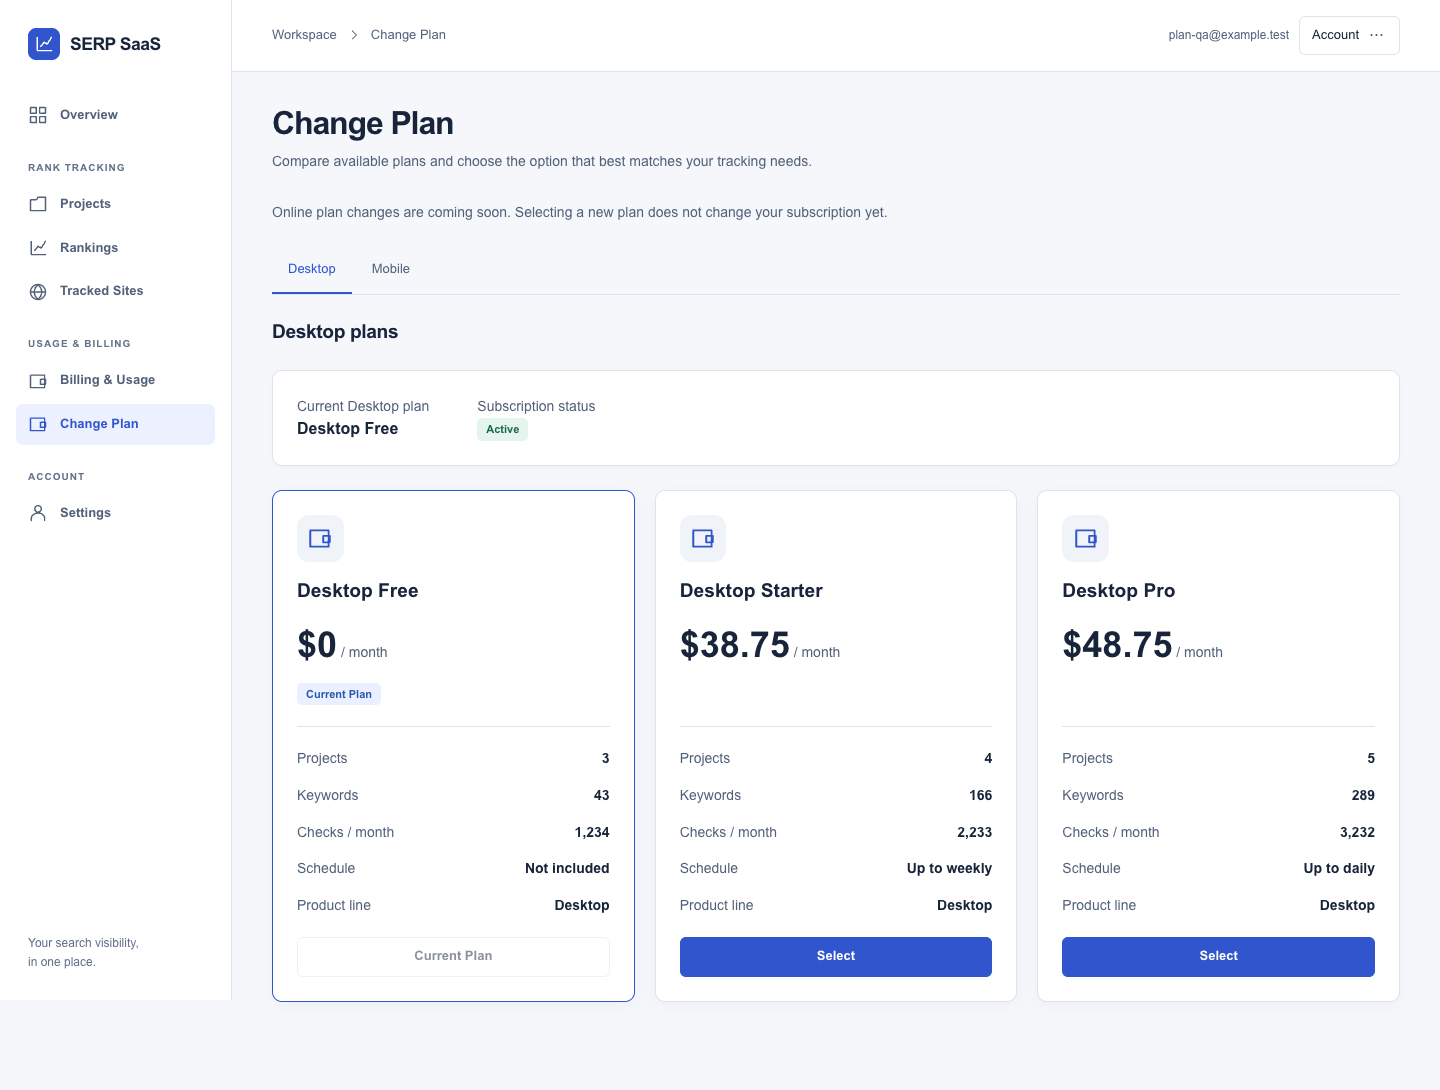 SERP SaaS
Overview
RANK TRACKING
Projects
Rankings
Tracked Sites
USAGE & BILLING
Billing & Usage
Change Plan
ACCOUNT
Settings
Your search visibility,
in one place.
Workspace > Change Plan
plan-qa@example.test
Account ···
Change Plan
Compare available plans and choose the option that best matches your tracking needs.
Online plan changes are coming soon. Selecting a new plan does not change your subscription yet.
Desktop Mobile
Desktop plans
Current Desktop plan
Desktop Free
Subscription status
Active
Desktop Free
$0 / month
Current Plan
Projects 3
Keywords 43
Checks / month 1,234
Schedule Not included
Product line Desktop
Current Plan
Desktop Starter
$38.75 / month
Projects 4
Keywords 166
Checks / month 2,233
Schedule Up to weekly
Product line Desktop
Select
Desktop Pro
$48.75 / month
Projects 5
Keywords 289
Checks / month 3,232
Schedule Up to daily
Product line Desktop
Select